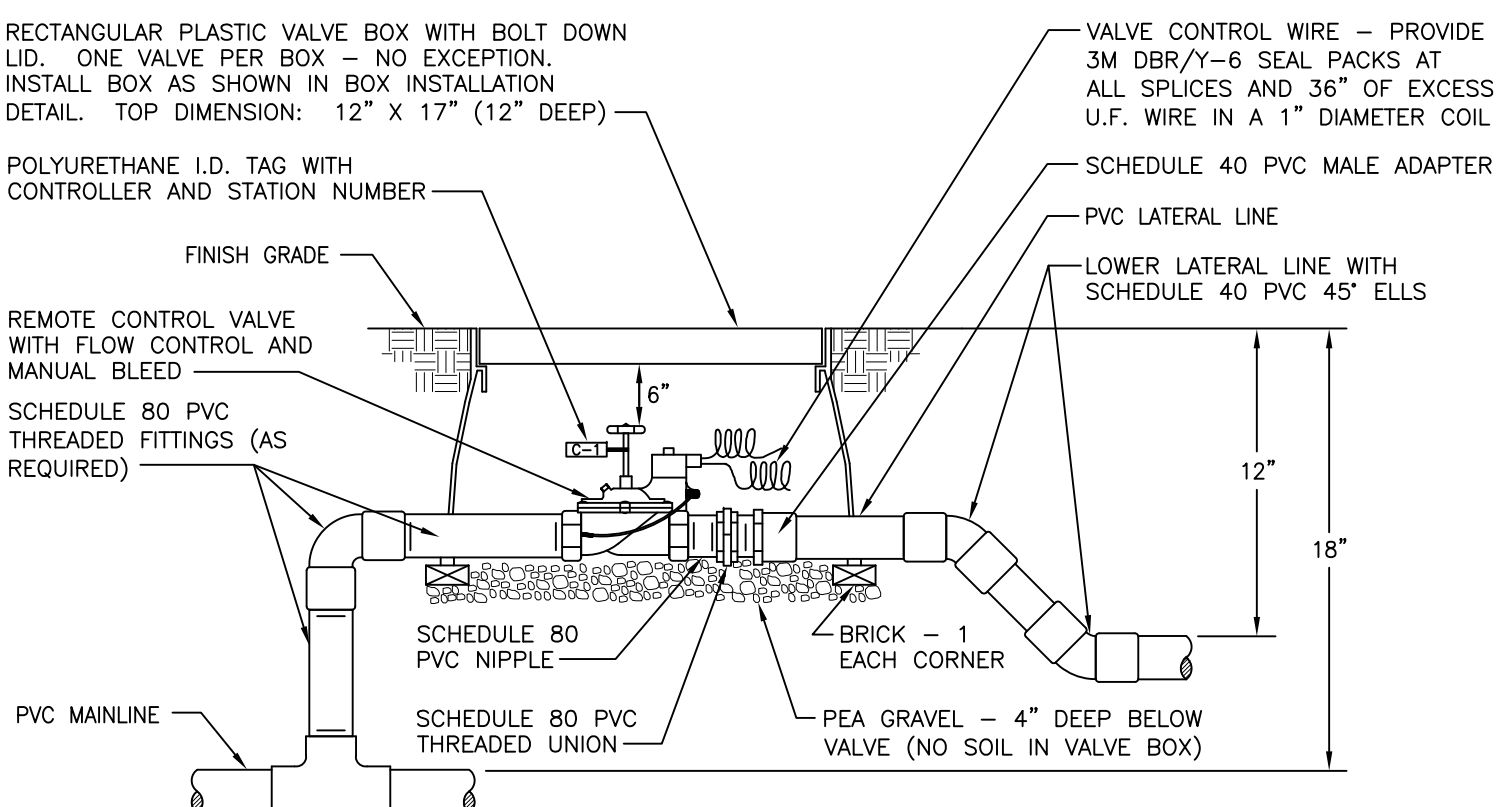 RECTANGULAR PLASTIC VALVE BOX WITH BOLT DOWN
LID. ONE VALVE PER BOX – NO EXCEPTION.
INSTALL BOX AS SHOWN IN BOX INSTALLATION
DETAIL. TOP DIMENSION: 12” X 17” (12” DEEP)
POLYURETHANE I.D. TAG WITH
CONTROLLER AND STATION NUMBER
FINISH GRADE
REMOTE CONTROL VALVE
WITH FLOW CONTROL AND
MANUAL BLEED
SCHEDULE 80 PVC
THREADED FITTINGS (AS
REQUIRED)
PVC MAINLINE
VALVE CONTROL WIRE – PROVIDE
3M DBR/Y–6 SEAL PACKS AT
ALL SPLICES AND 36” OF EXCESS
U.F. WIRE IN A 1” DIAMETER COIL
SCHEDULE 40 PVC MALE ADAPTER
PVC LATERAL LINE
LOWER LATERAL LINE WITH
SCHEDULE 40 PVC 45° ELLS
6”
C–1
12”
18”
SCHEDULE 80
PVC NIPPLE
SCHEDULE 80 PVC
THREADED UNION
BRICK – 1
EACH CORNER
PEA GRAVEL – 4” DEEP BELOW
VALVE (NO SOIL IN VALVE BOX)